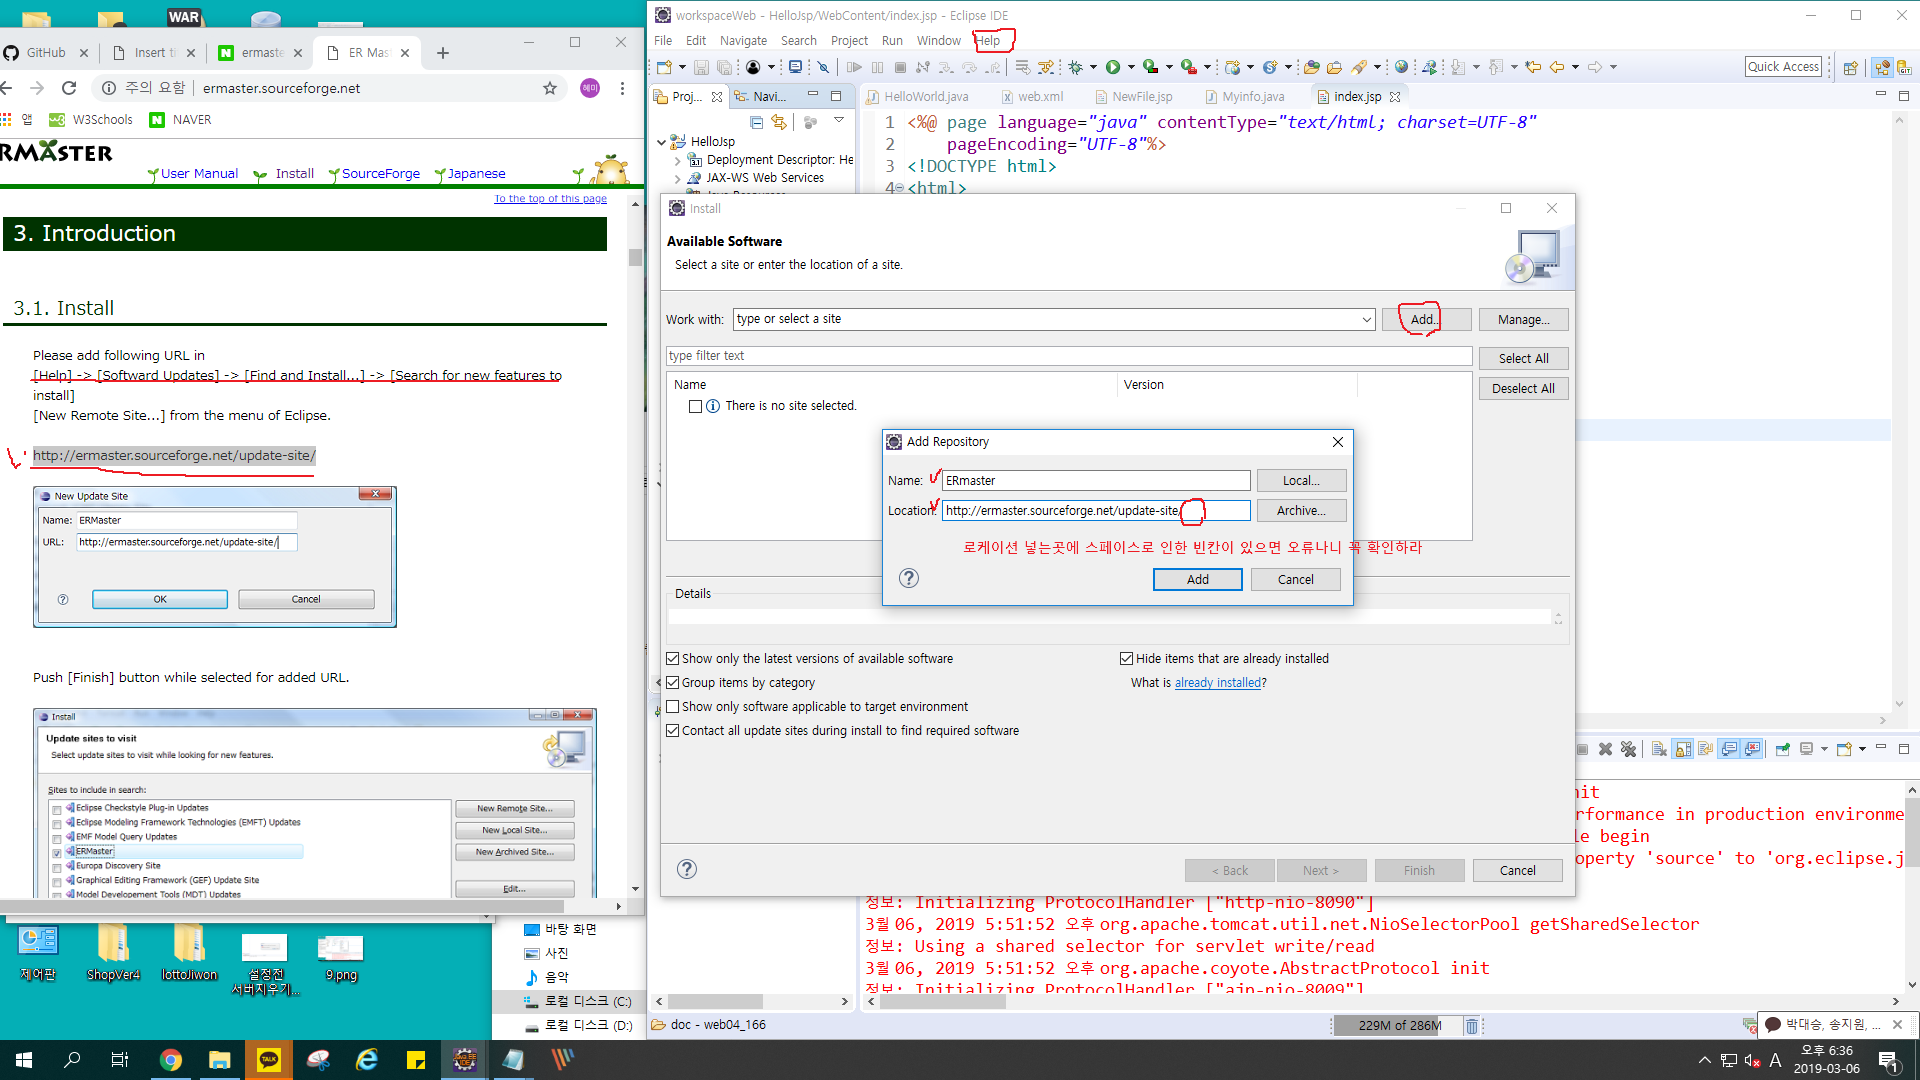 WAR
workspaceWeb - HelloJsp/WebContent/index.jsp - Eclipse IDE
File Edit Navigate Search Project Run Window Help
GitHub
Insert ti
ermaste
ER Mas
주의 요함 ermaster.sourceforge.net
혜미
앱 W3Schools NAVER
Quick Access
Proj... Navi...
HelloWorld.java web.xml NewFile.jsp Myinfo.java index.jsp
HelloJsp
Deployment Descriptor: He
JAX-WS Web Services
1 <%@ page language="java" contentType="text/html; charset=UTF-8"
2 pageEncoding="UTF-8"%>
3 <!DOCTYPE html>
4 <html>
RMASTER
User Manual Install SourceForge Japanese
To the top of this page
3. Introduction
3.1. Install
Please add following URL in
[Help] -> [Softward Updates] -> [Find and Install...] -> [Search for new features to
install]
[New Remote Site...] from the menu of Eclipse.
http://ermaster.sourceforge.net/update-site/
New Update Site
Name: ERMaster
URL: http://ermaster.sourceforge.net/update-site/
OK Cancel
Push [Finish] button while selected for added URL.
Install
Update sites to visit
Select update sites to visit while looking for new features.
Sites to include in search:
Eclipse Checkstyle Plug-in Updates
Eclipse Modeling Framework Technologies (EMFT) Updates
EMF Model Query Updates
ERMaster
Europa Discovery Site
Graphical Editing Framework (GEF) Update Site
Model Developement Tools (MDT) Updates
New Remote Site...
New Local Site...
New Archived Site...
Edit...
Install
Available Software
Select a site or enter the location of a site.
Work with: type or select a site Add... Manage...
type filter text
Select All
Deselect All
Name Version
There is no site selected.
Add Repository
Name: ERmaster Local...
Location: http://ermaster.sourceforge.net/update-site/ Archive...
로케이션 넣는곳에 스페이스로 인한 빈칸이 있으면 오류나니 꼭 확인하라
Add Cancel
Details
Show only the latest versions of available software
Hide items that are already installed
Group items by category
What is already installed?
Show only software applicable to target environment
Contact all update sites during install to find required software
< Back Next > Finish Cancel
nit
rformance in production environme
le begin
operty 'source' to 'org.eclipse.j
정보: Initializing ProtocolHandler ["http-nio-8090"]
3월 06, 2019 5:51:52 오후 org.apache.tomcat.util.net.NioSelectorPool getSharedSelector
정보: Using a shared selector for servlet write/read
3월 06, 2019 5:51:52 오후 org.apache.coyote.AbstractProtocol init
정보: Initializing ProtocolHandler ["ajp-nio-8009"]
doc - web04_166
229M of 286M
박대승, 송지원, ...
제어판
ShopVer4
lottoJiwon
설정전
서버지우기...
9.png
바탕 화면
사진
음악
로컬 디스크 (C:)
로컬 디스크 (D:)
TALK
A
오후 6:36
2019-03-06
1